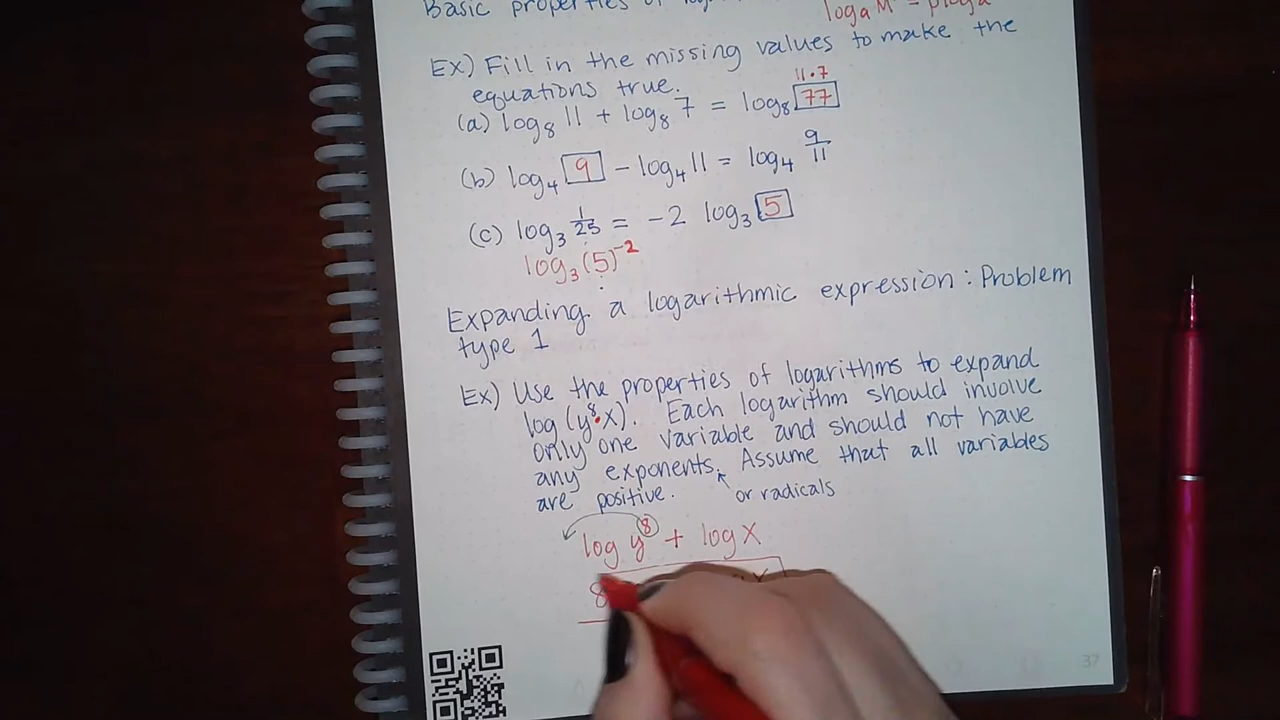 Basic properties of
logₐ M = p logₐ
Ex) Fill in the missing values to make the
equations true.
11·7
(a) log₈ 11 + log₈ 7 = log₈ 77
(b) log₄ 9 - log₄ 11 = log₄ 9/11
(c) log₃ 1/25 = -2 log₃ 5
log₃ (5)⁻²
Expanding a logarithmic expression: Problem
type 1
Ex) Use the properties of logarithms to expand
log(y⁸·x). Each logarithm should involve
only one variable and should not have
any exponents. Assume that all variables
or radicals
are positive.
log y⁸ + log x
8
37